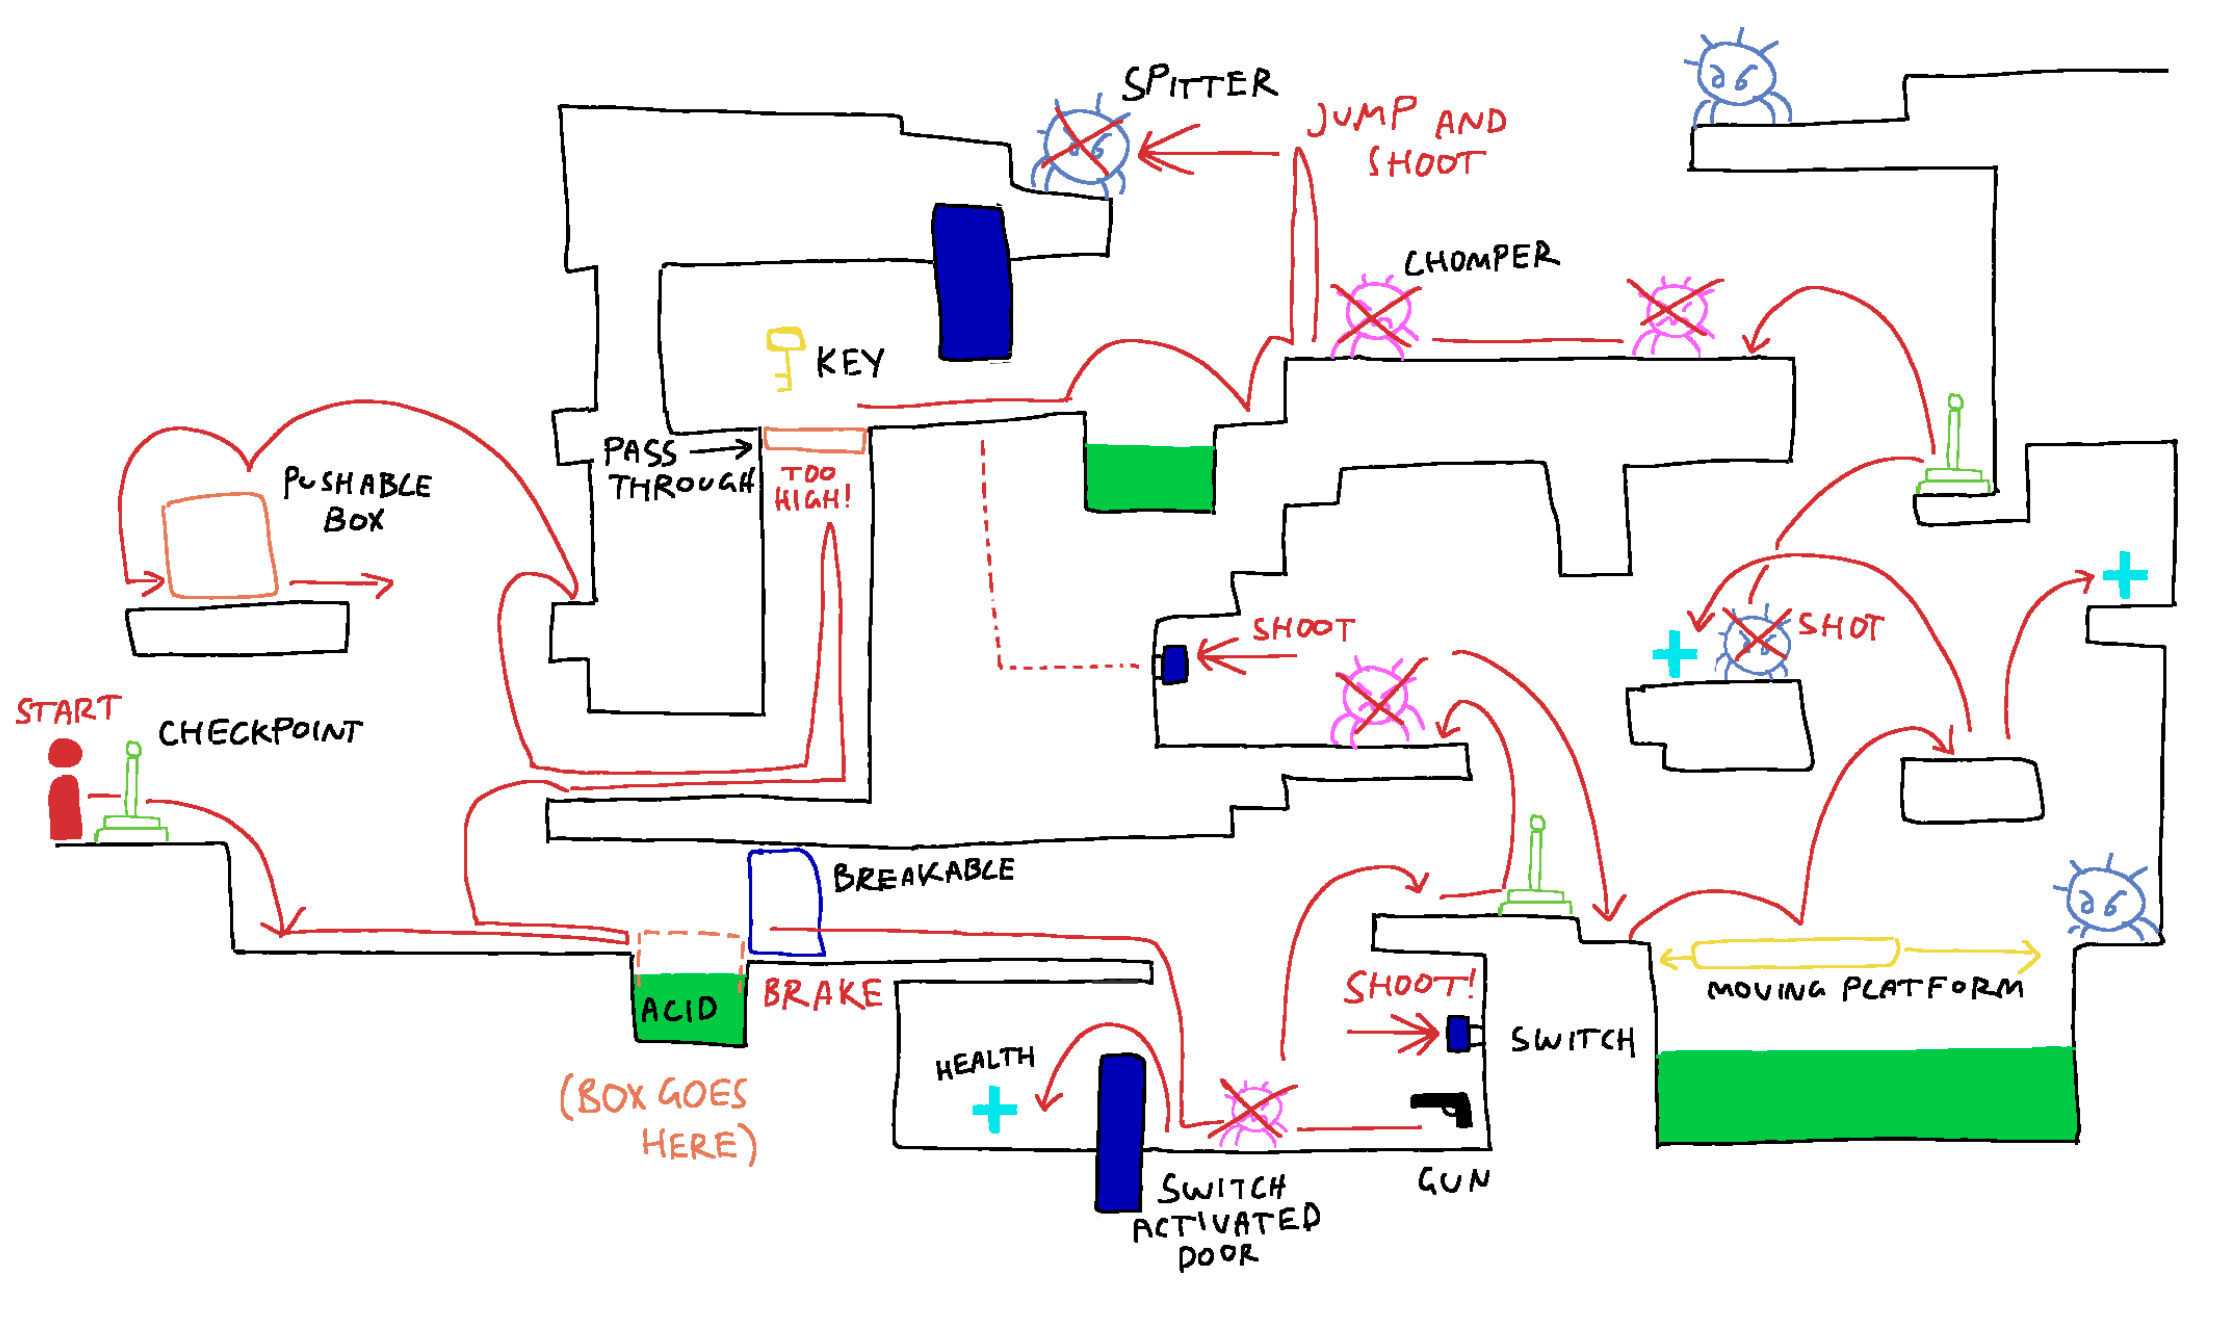 SPITTER
JUMP AND
SHOOT
CHOMPER
KEY
PASS
THROUGH
TOO
HIGH!
PUSHABLE
BOX
SHOOT
SHOT
START
CHECKPOINT
BREAKABLE
ACID
BRAKE
(BOX GOES
HERE)
HEALTH
SHOOT!
SWITCH
MOVING PLATFORM
GUN
SWITCH
ACTIVATED
DOOR